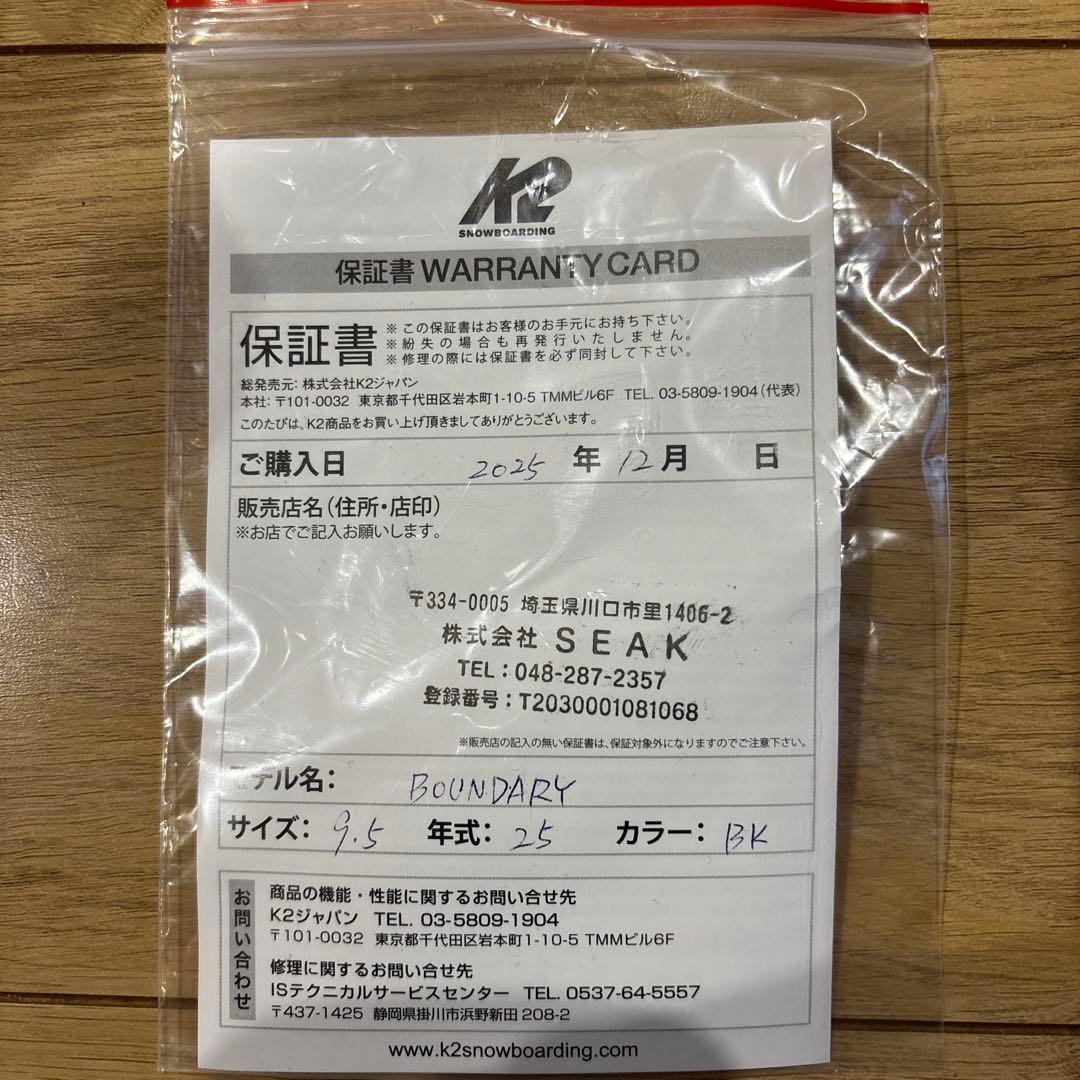 K2
SNOWBOARDING
保証書 WARRANTY CARD
保証書
※この保証書はお客様のお手元にお持ち下さい。
※紛失の場合も再発行いたしません。
※修理の際には保証書を必ず同封して下さい。
総発売元: 株式会社K2ジャパン
本社: 〒101-0032 東京都千代田区岩本町1-10-5 TMMビル6F TEL. 03-5809-1904(代表)
このたびは、K2商品をお買い上げ頂きましてありがとうございます。
ご購入日 2025 年 12 月 日
販売店名(住所・店印)
※お店でご記入お願いします。
〒334-0005 埼玉県川口市里1406-2
株式会社 SEAK
TEL:048-287-2357
登録番号:T2030001081068
※販売店の記入の無い保証書は、保証対象外になりますのでご注意下さい。
モデル名: BOUNDARY
サイズ: 9.5 年式: 25 カラー: BK
お問い合わせ
商品の機能・性能に関するお問い合せ先
K2ジャパン TEL. 03-5809-1904
〒101-0032 東京都千代田区岩本町1-10-5 TMMビル6F
修理に関するお問い合せ先
ISテクニカルサービスセンター TEL. 0537-64-5557
〒437-1425 静岡県掛川市浜野新田 208-2
www.k2snowboarding.com